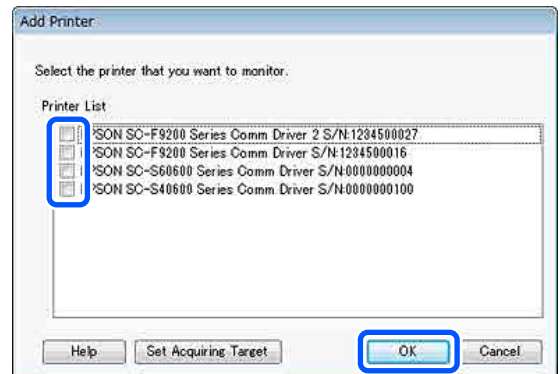 Add Printer
Select the printer that you want to monitor.
Printer List
PSON SC-F9200 Series Comm Driver 2 S/N:1234500027
PSON SC-F9200 Series Comm Driver S/N:1234500016
PSON SC-S60600 Series Comm Driver S/N:0000000004
PSON SC-S40600 Series Comm Driver S/N:0000000100
Help Set Acquiring Target OK Cancel